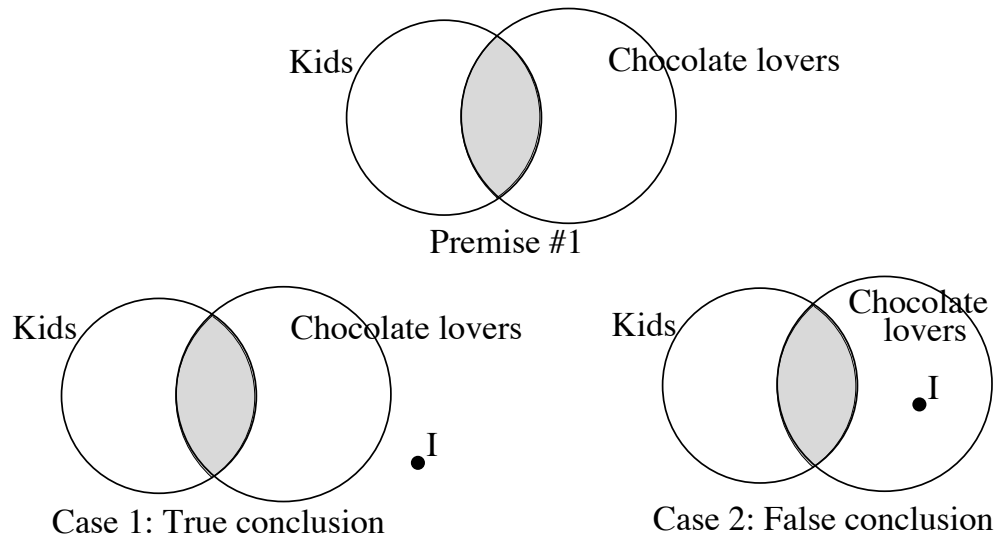 Kids
Chocolate lovers
Premise #1
Kids
Chocolate lovers
I
Case 1: True conclusion
Kids
Chocolate
lovers
I
Case 2: False conclusion